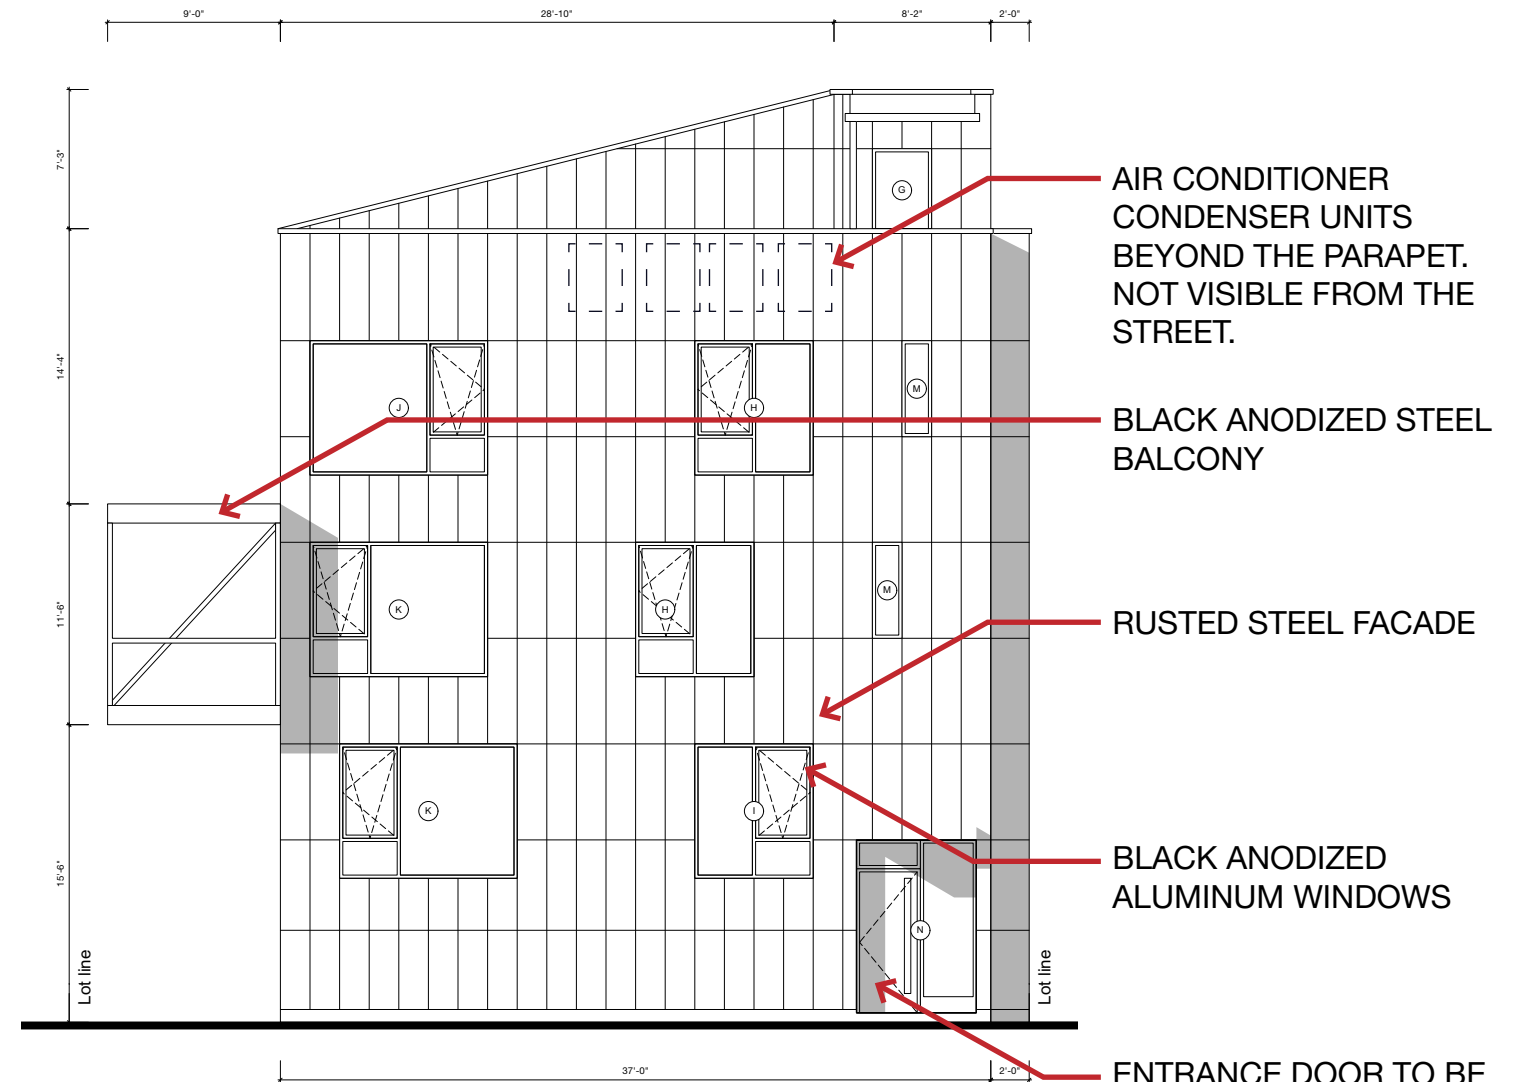 9'-0"
28'-10"
8'-2"
2'-0"
7'-3"
G
AIR CONDITIONER
CONDENSER UNITS
BEYOND THE PARAPET.
NOT VISIBLE FROM THE
STREET.
14'-4"
J
H
M
BLACK ANODIZED STEEL
BALCONY
11'-6"
K
H
M
RUSTED STEEL FACADE
K
I
15'-6"
BLACK ANODIZED
ALUMINUM WINDOWS
N
Lot line
Lot line
37'-0"
2'-0"
ENTRANCE DOOR TO BE